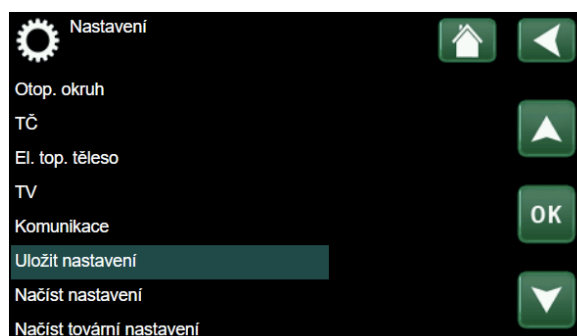 Nastavení
Otop. okruh
TČ
El. top. těleso
TV
Komunikace
OK
Uložit nastavení
Načíst nastavení
Načíst tovární nastavení